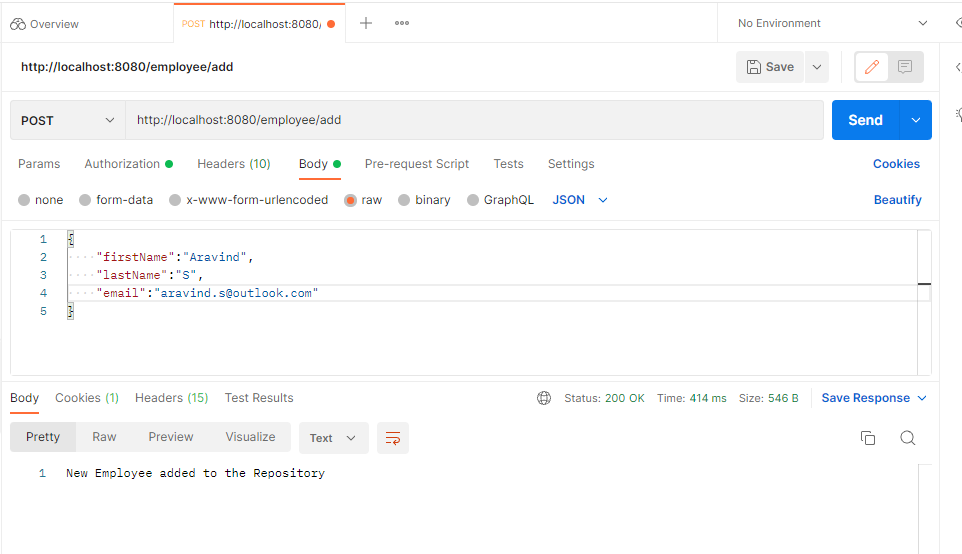 Overview
POST http://localhost:8080/
No Environment
http://localhost:8080/employee/add
Save
POST
http://localhost:8080/employee/add
Send
Params Authorization Headers (10) Body Pre-request Script Tests Settings Cookies
none form-data x-www-form-urlencoded raw binary GraphQL JSON Beautify
1 {
2 "firstName":"Aravind",
3 "lastName":"S",
4 "email":"aravind.s@outlook.com"
5 }
Body Cookies (1) Headers (15) Test Results Status: 200 OK Time: 414 ms Size: 546 B Save Response
Pretty Raw Preview Visualize Text
1 New Employee added to the Repository